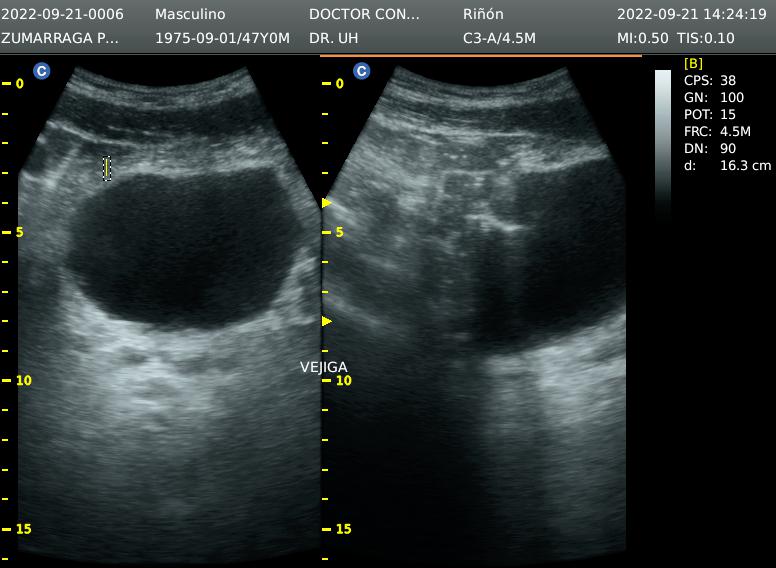 2022-09-21-0006 Masculino DOCTOR CON... Riñón 2022-09-21 14:24:19
ZUMARRAGA P... 1975-09-01/47Y0M DR. UH C3-A/4.5M MI:0.50 TIS:0.10
C C [B]
0 0 CPS: 38
GN: 100
POT: 15
FRC: 4.5M
DN: 90
d: 16.3 cm
5 5
VEJIGA
10 10
15 15